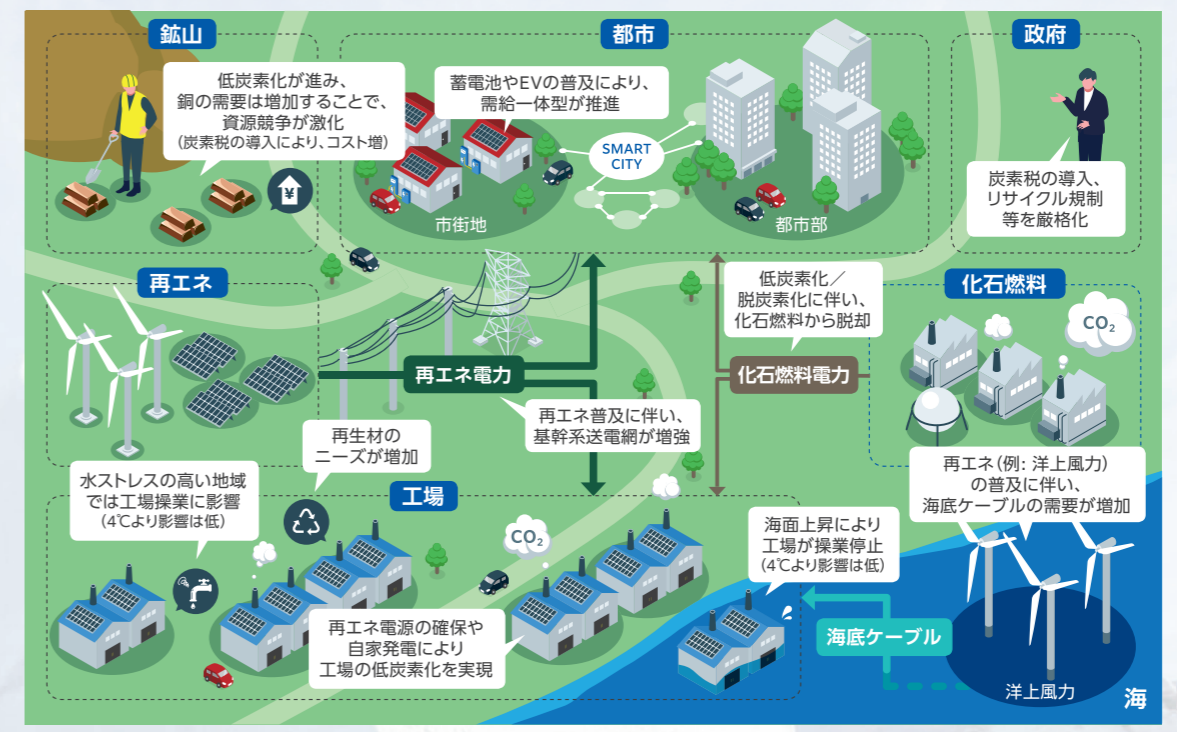 鉱山
低炭素化が進み、
銅の需要は増加することで、
資源競争が激化
(炭素税の導入により、コスト増)
¥
都市
蓄電池やEVの普及により、
需給一体型が推進
SMART
CITY
市街地
都市部
政府
炭素税の導入、
リサイクル規制
等を厳格化
再エネ
再エネ電力
再エネ普及に伴い、
基幹系送電網が増強
低炭素化／
脱炭素化に伴い、
化石燃料から脱却
化石燃料電力
化石燃料
CO₂
再生材の
ニーズが増加
水ストレスの高い地域
では工場操業に影響
(4℃より影響は低)
工場
CO₂
再エネ電源の確保や
自家発電により
工場の低炭素化を実現
海面上昇により
工場が操業停止
(4℃より影響は低)
再エネ(例: 洋上風力)
の普及に伴い、
海底ケーブルの需要が増加
海底ケーブル
洋上風力
海